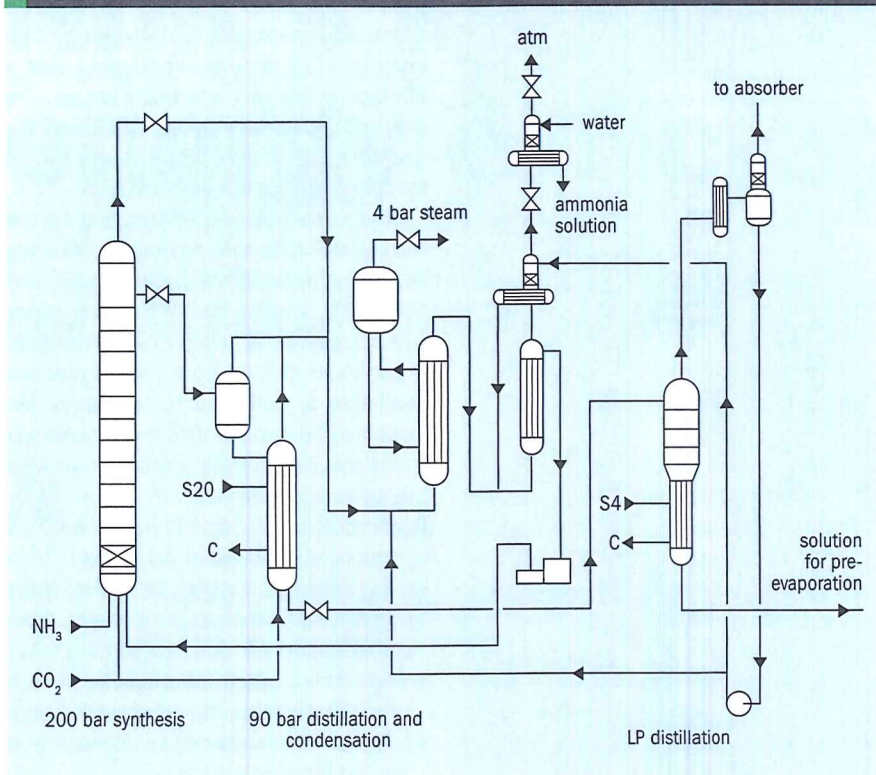 atm
to absorber
water
ammonia
solution
4 bar steam
S20
C
S4
C
solution
for pre-
evaporation
NH₃
CO₂
200 bar synthesis
90 bar distillation and
condensation
LP distillation